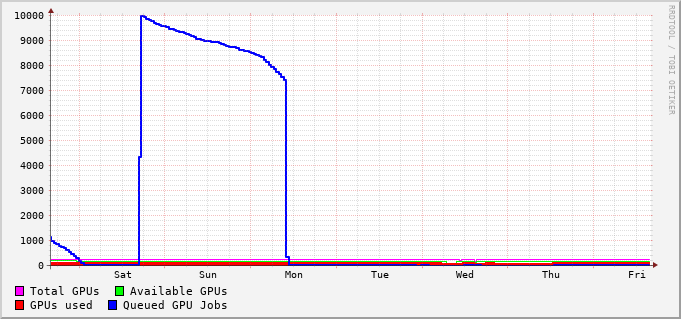 10000
9000
8000
7000
6000
5000
4000
3000
2000
1000
0
Sat Sun Mon Tue Wed Thu Fri
Total GPUs Available GPUs
GPUs used Queued GPU Jobs
RRDTOOL / TOBI OETIKER